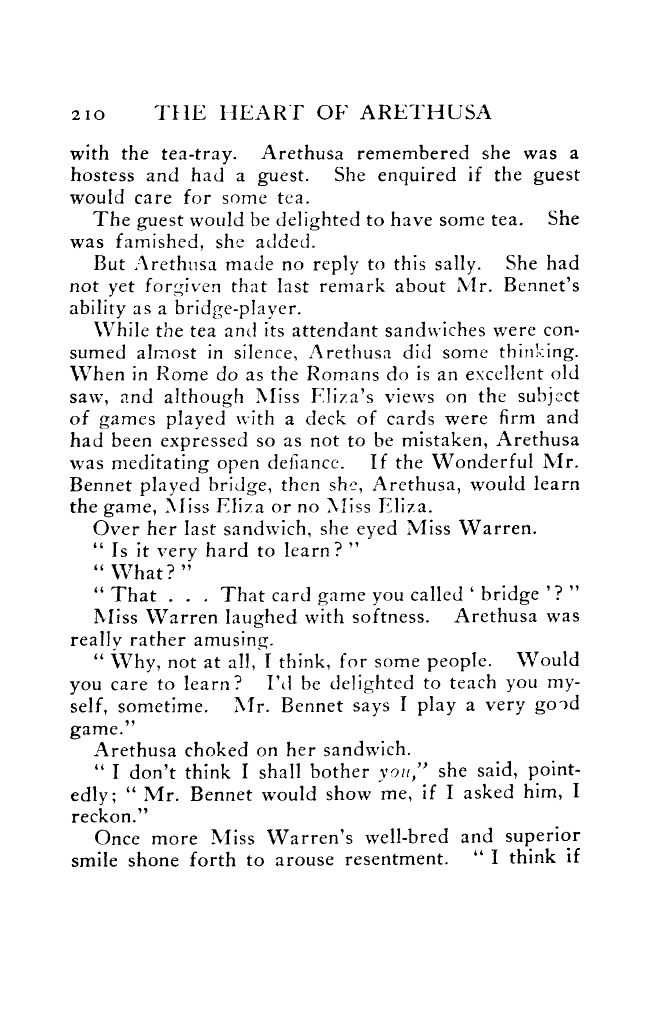 210 THE HEART OF ARETHUSA
with the tea-tray. Arethusa remembered she was a
hostess and had a guest. She enquired if the guest
would care for some tea.
The guest would be delighted to have some tea. She
was famished, she added.
But Arethusa made no reply to this sally. She had
not yet forgiven that last remark about Mr. Bennet's
ability as a bridge-player.
While the tea and its attendant sandwiches were con-
sumed almost in silence, Arethusa did some thinking.
When in Rome do as the Romans do is an excellent old
saw, and although Miss Eliza's views on the subject
of games played with a deck of cards were firm and
had been expressed so as not to be mistaken, Arethusa
was meditating open defiance. If the Wonderful Mr.
Bennet played bridge, then she, Arethusa, would learn
the game, Miss Eliza or no Miss Eliza.
Over her last sandwich, she eyed Miss Warren.
" Is it very hard to learn? "
" What? "
" That . . . That card game you called ' bridge '? "
Miss Warren laughed with softness. Arethusa was
really rather amusing.
" Why, not at all, I think, for some people. Would
you care to learn? I'd be delighted to teach you my-
self, sometime. Mr. Bennet says I play a very good
game."
Arethusa choked on her sandwich.
" I don't think I shall bother you," she said, point-
edly; " Mr. Bennet would show me, if I asked him, I
reckon."
Once more Miss Warren's well-bred and superior
smile shone forth to arouse resentment. " I think if